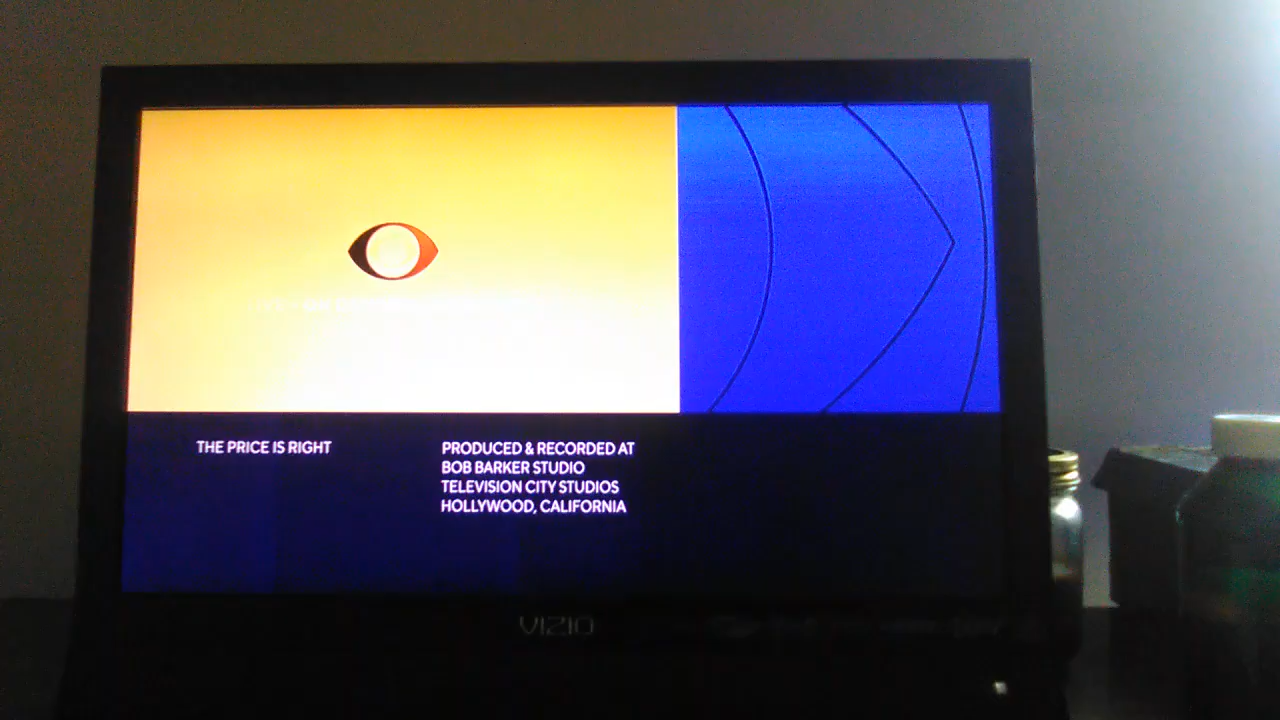 THE PRICE IS RIGHT
PRODUCED & RECORDED AT
BOB BARKER STUDIO
TELEVISION CITY STUDIOS
HOLLYWOOD, CALIFORNIA
VIZIO